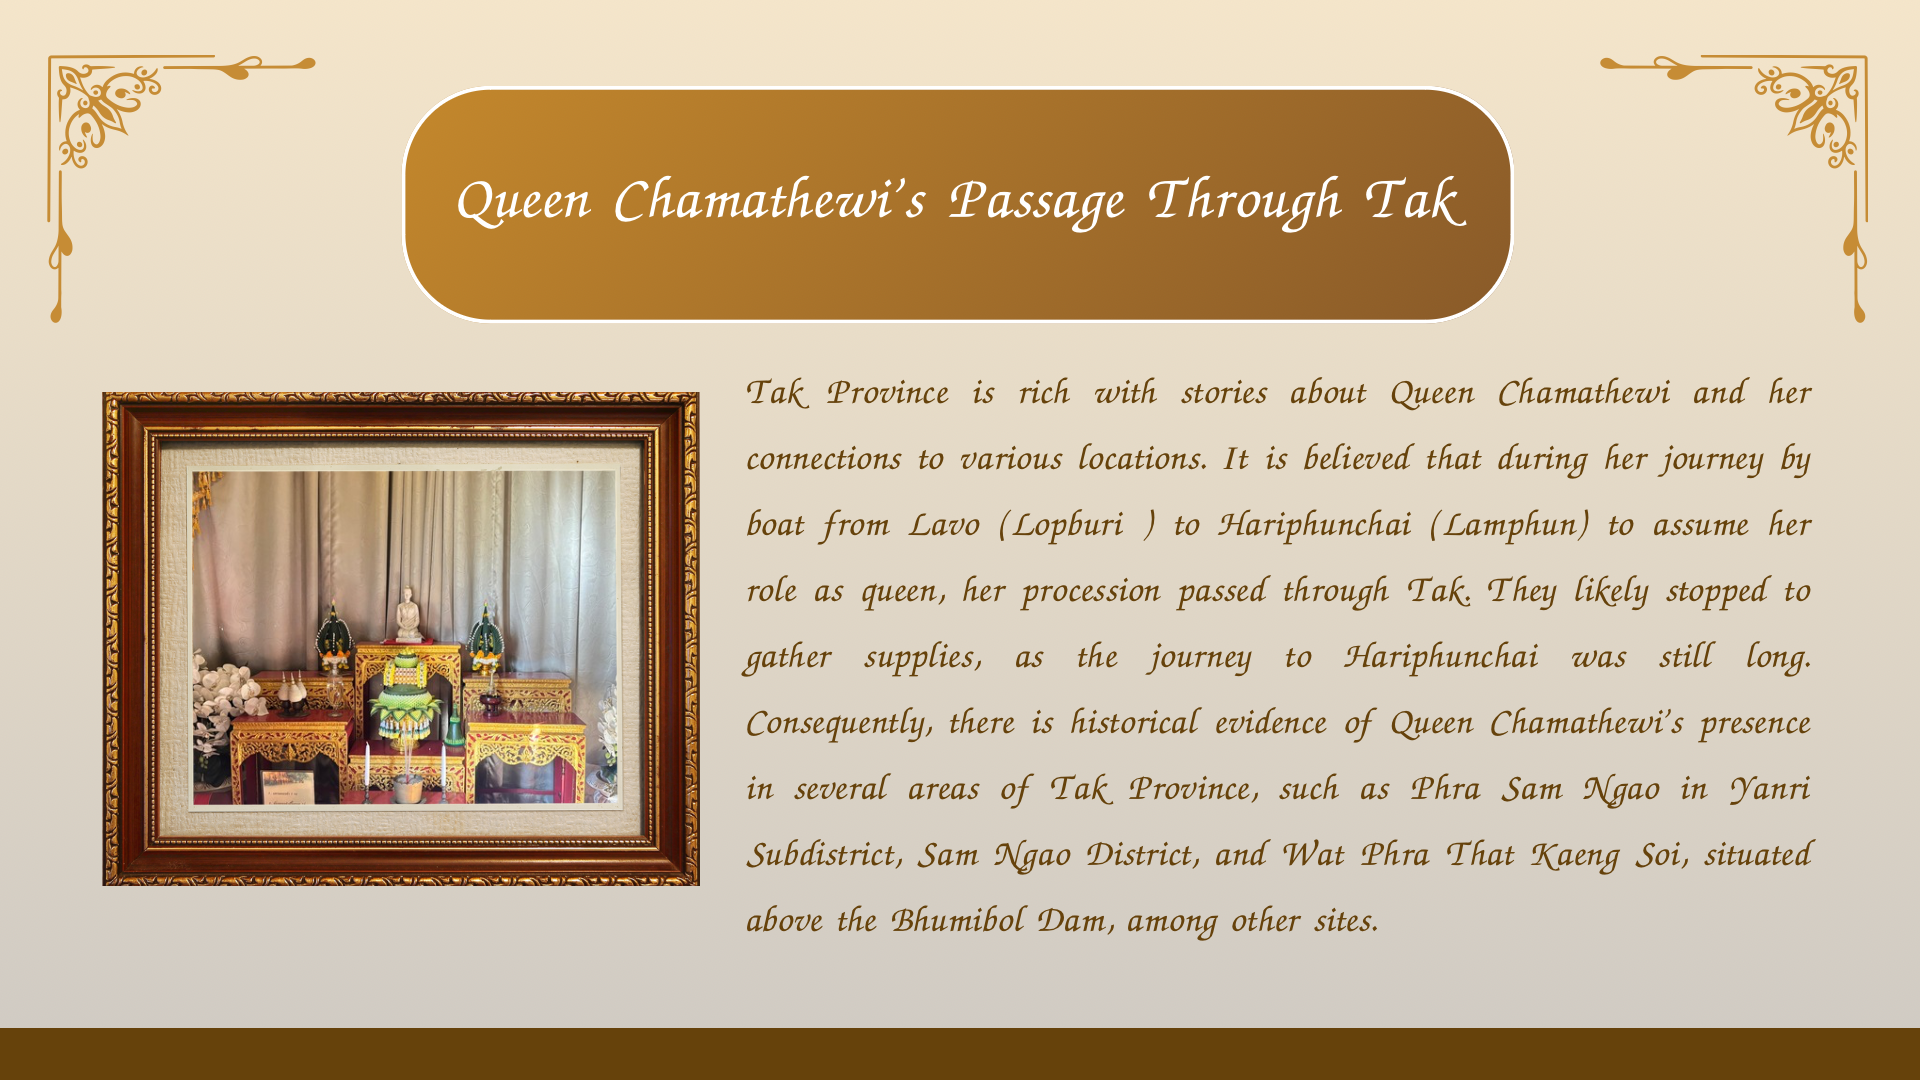 Queen Chamathewi’s Passage Through Tak
Tak Province is rich with stories about Queen Chamathewi and her
connections to various locations. It is believed that during her journey by
boat from Lavo (Lopburi ) to Hariphunchai (Lamphun) to assume her
role as queen, her procession passed through Tak. They likely stopped to
gather supplies, as the journey to Hariphunchai was still long.
Consequently, there is historical evidence of Queen Chamathewi’s presence
in several areas of Tak Province, such as Phra Sam Ngao in Yanri
Subdistrict, Sam Ngao District, and Wat Phra That Kaeng Soi, situated
above the Bhumibol Dam, among other sites.